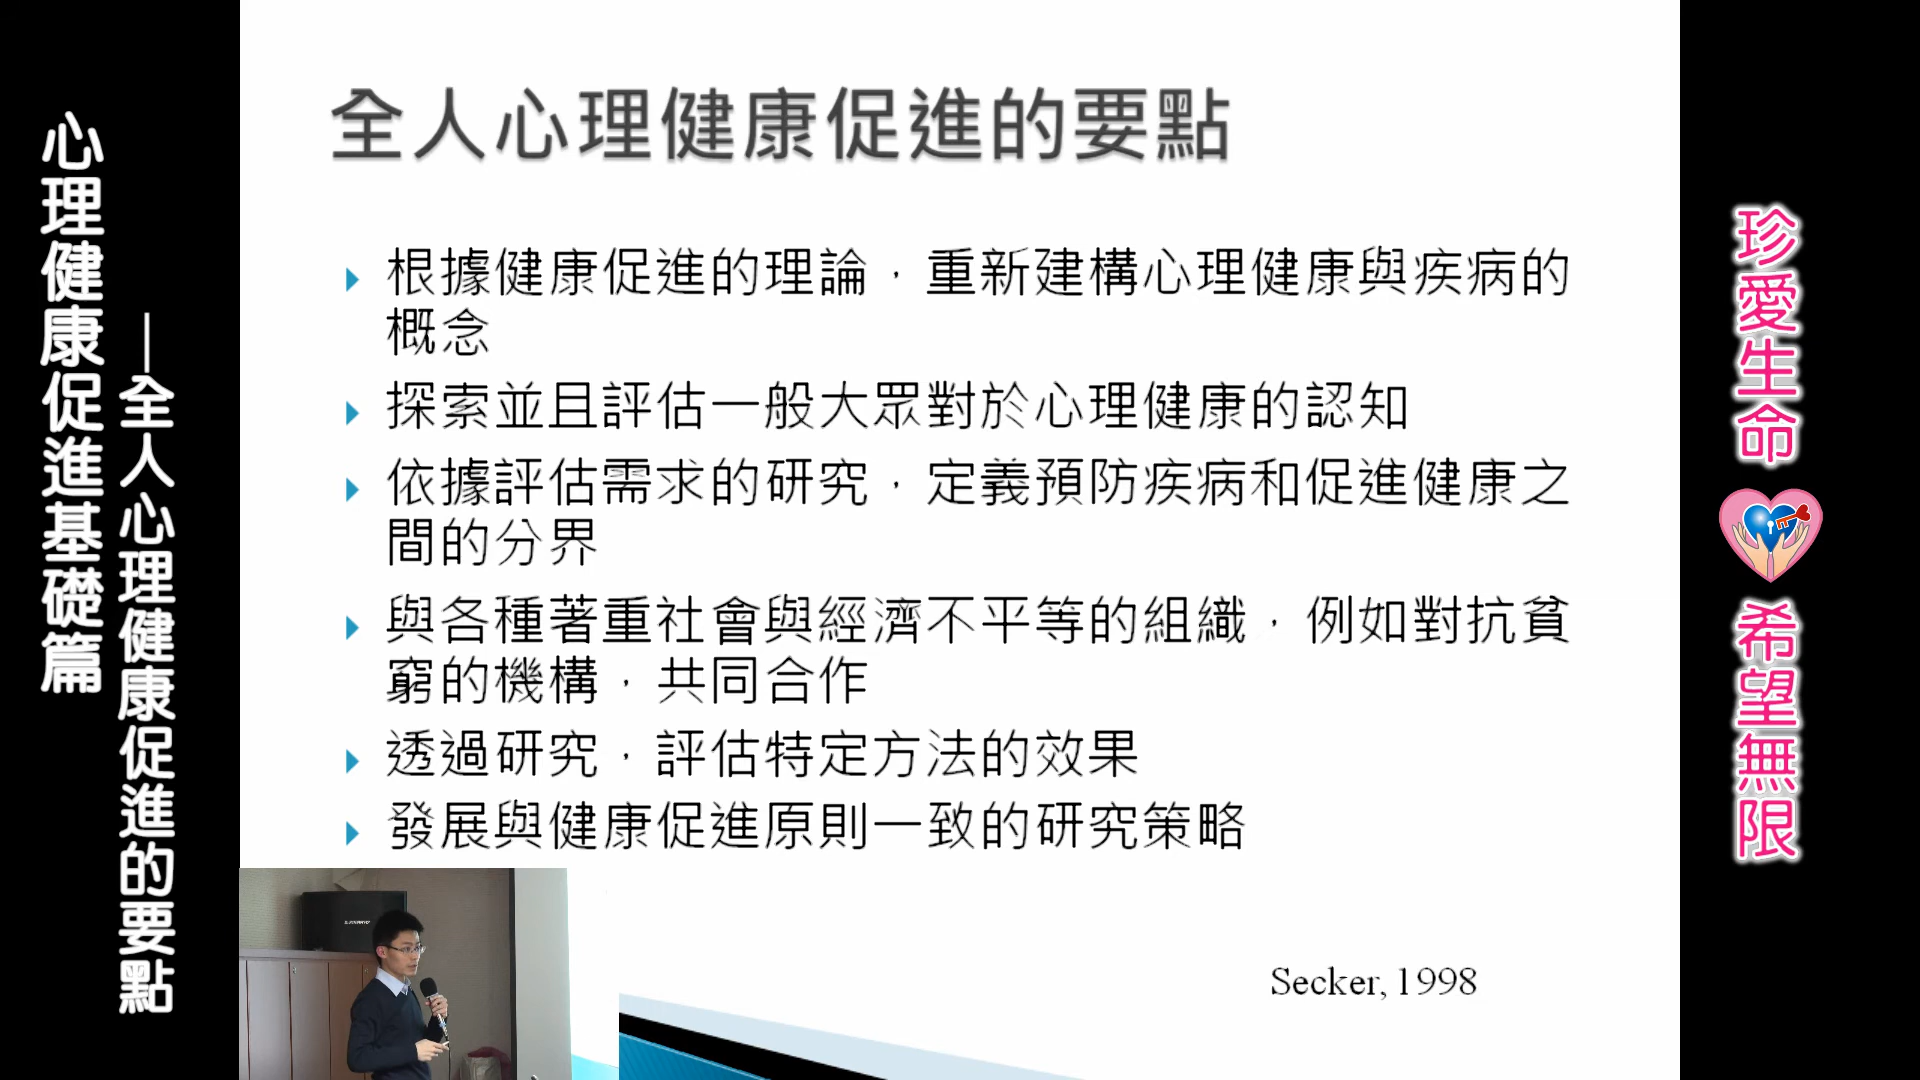 心理健康促進基礎篇
—全人心理健康促進的要點
全人心理健康促進的要點
根據健康促進的理論，重新建構心理健康與疾病的
概念
探索並且評估一般大眾對於心理健康的認知
依據評估需求的研究，定義預防疾病和促進健康之
間的分界
與各種著重社會與經濟不平等的組織，例如對抗貧
窮的機構，共同合作
透過研究，評估特定方法的效果
發展與健康促進原則一致的研究策略
Secker, 1998
珍愛生命
希望無限